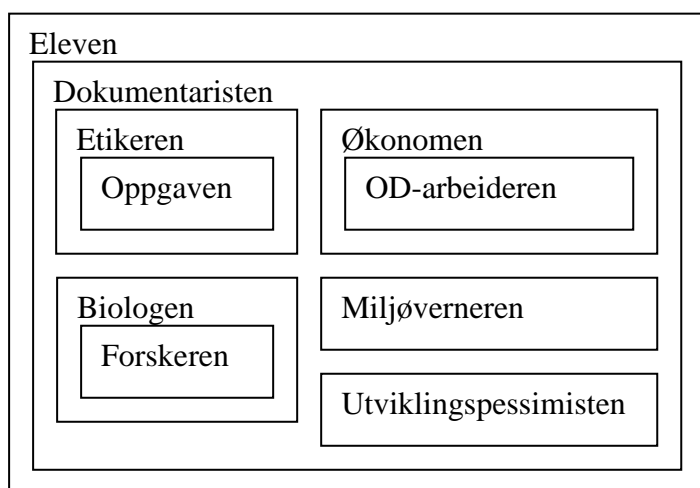 Eleven
Dokumentaristen
Etikeren
Oppgaven
Økonomen
OD-arbeideren
Biologen
Forskeren
Miljøverneren
Utviklingspessimisten